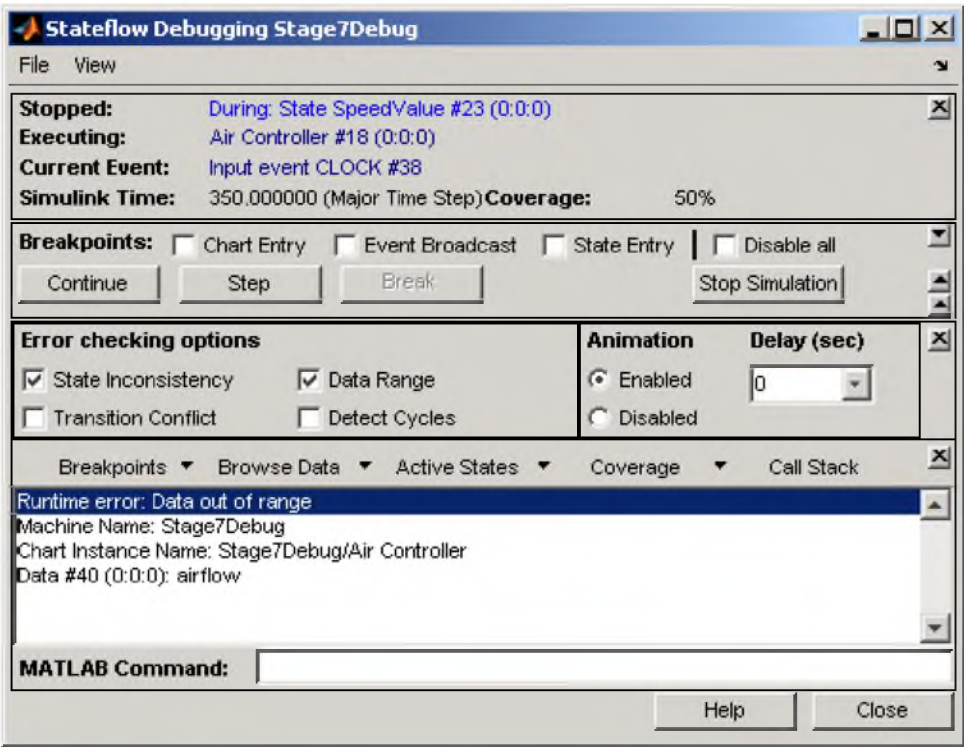 Stateflow Debugging Stage7Debug
File View
Stopped: During: State SpeedValue #23 (0:0:0)
Executing: Air Controller #18 (0:0:0)
Current Event: Input event CLOCK #38
Simulink Time: 350.000000 (Major Time Step) Coverage: 50%
Breakpoints: Chart Entry Event Broadcast State Entry Disable all
Continue Step Break Stop Simulation
Error checking options Animation Delay (sec)
State Inconsistency Data Range Enabled 0
Transition Conflict Detect Cycles Disabled
Breakpoints Browse Data Active States Coverage Call Stack
Runtime error: Data out of range
Machine Name: Stage7Debug
Chart Instance Name: Stage7Debug/Air Controller
Data #40 (0:0:0): airflow
MATLAB Command:
Help Close